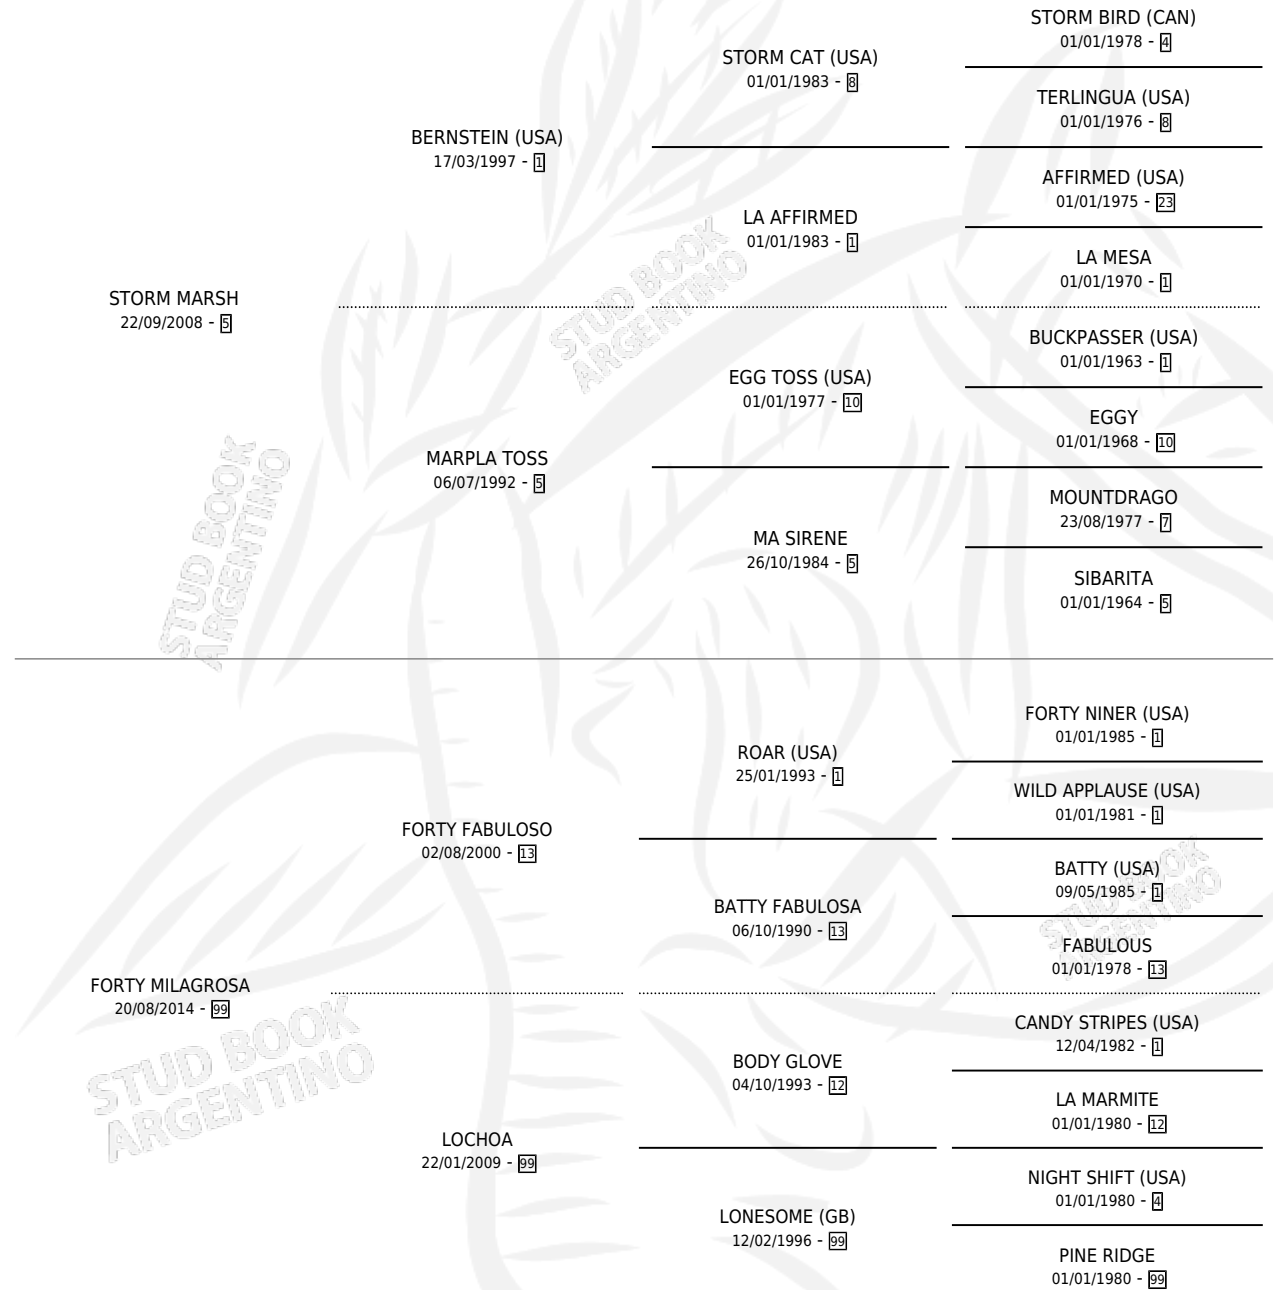 STORM BIRD (CAN)
01/01/1978 - 4
STORM CAT (USA)
01/01/1983 - 8
TERLINGUA (USA)
01/01/1976 - 8
BERNSTEIN (USA)
17/03/1997 - 1
AFFIRMED (USA)
01/01/1975 - 23
LA AFFIRMED
01/01/1983 - 1
LA MESA
01/01/1970 - 1
STORM MARSH
22/09/2008 - 5
BUCKPASSER (USA)
01/01/1963 - 1
EGG TOSS (USA)
01/01/1977 - 10
EGGY
01/01/1968 - 10
MARPLA TOSS
06/07/1992 - 5
MOUNTDRAGO
23/08/1977 - 7
MA SIRENE
26/10/1984 - 5
SIBARITA
01/01/1964 - 5
FORTY NINER (USA)
01/01/1985 - 1
ROAR (USA)
25/01/1993 - 1
WILD APPLAUSE (USA)
01/01/1981 - 1
FORTY FABULOSO
02/08/2000 - 13
BATTY (USA)
09/05/1985 - 1
BATTY FABULOSA
06/10/1990 - 13
FABULOUS
01/01/1978 - 13
FORTY MILAGROSA
20/08/2014 - 99
CANDY STRIPES (USA)
12/04/1982 - 1
BODY GLOVE
04/10/1993 - 12
LA MARMITE
01/01/1980 - 12
LOCHOA
22/01/2009 - 99
NIGHT SHIFT (USA)
01/01/1980 - 4
LONESOME (GB)
12/02/1996 - 99
PINE RIDGE
01/01/1980 - 99
STUD BOOK
ARGENTINO
STUD BOOK
ARGENTINO
STUD BOOK
ARGENTINO
STUD BOOK
ARGENTINO